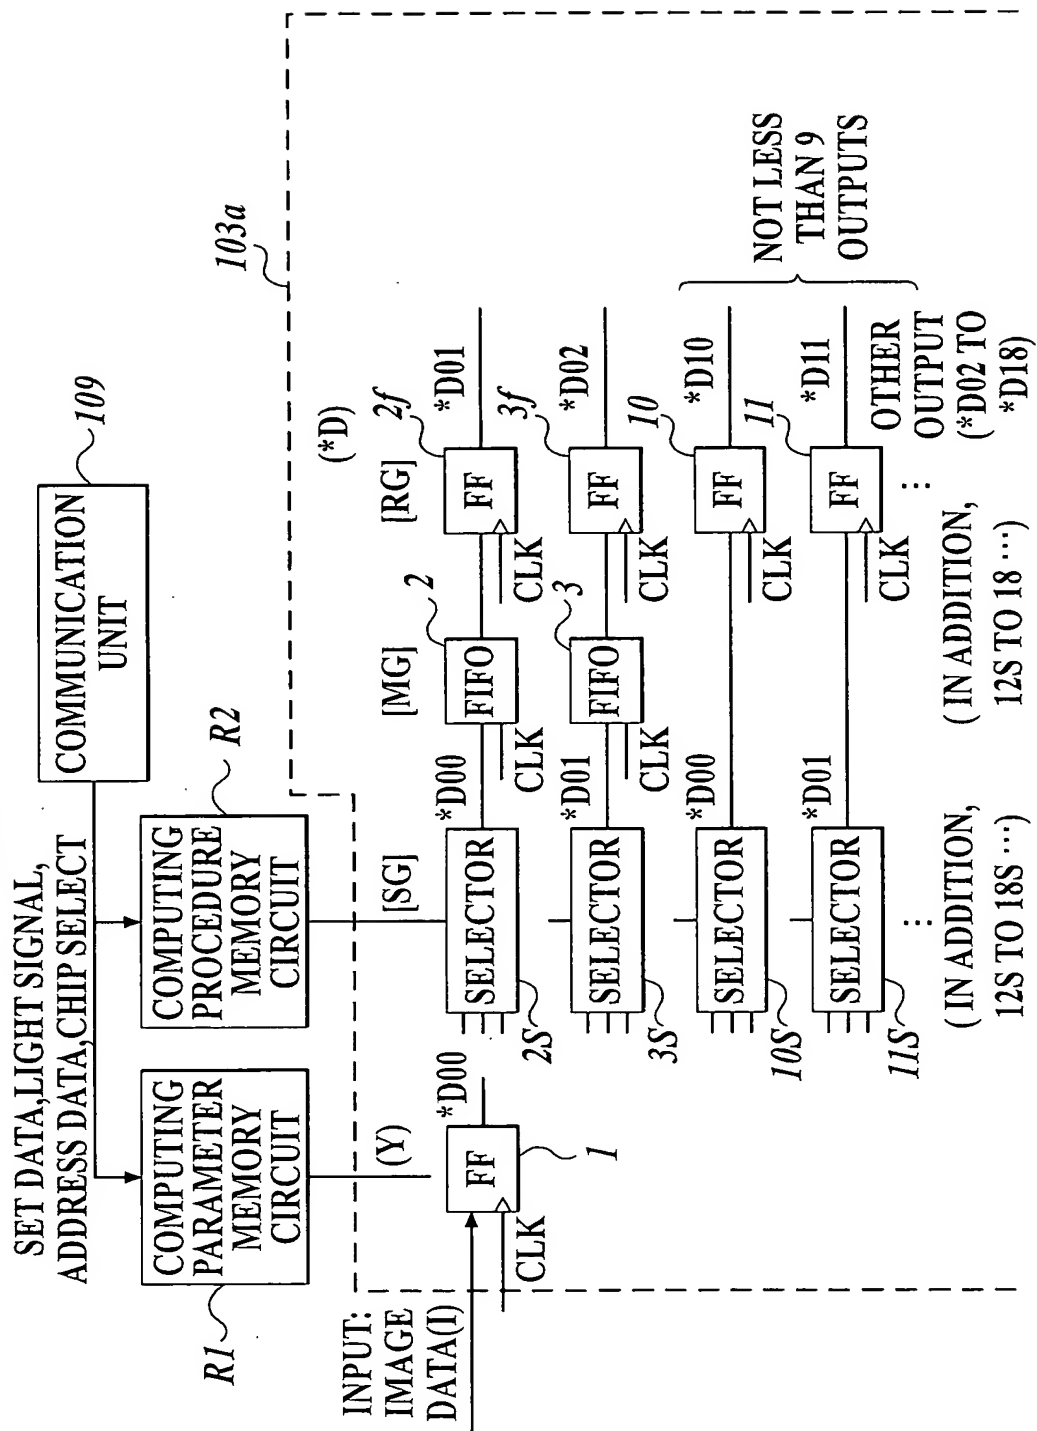 SET DATA,LIGHT SIGNAL,
ADDRESS DATA,CHIP SELECT
COMMUNICATION
UNIT
109
COMPUTING
PARAMETER
MEMORY
CIRCUIT
R1
COMPUTING
PROCEDURE
MEMORY
CIRCUIT
R2
103a
INPUT:
IMAGE
DATA(I)
(Y)
[SG]
[MG]
[RG]
(*D)
FF
CLK
1
*D00
SELECTOR
2S
*D00
FIFO
CLK
2
FF
CLK
2f
*D01
SELECTOR
3S
*D01
FIFO
CLK
3
FF
CLK
3f
*D02
SELECTOR
10S
*D00
FF
CLK
10
*D10
SELECTOR
11S
*D01
FF
CLK
11
*D11
NOT LESS
THAN 9
OUTPUTS
⋮
(IN ADDITION,
12S TO 18S ⋯)
⋮
(IN ADDITION,
12S TO 18 ⋯)
OTHER
OUTPUT
(*D02 TO
*D18)